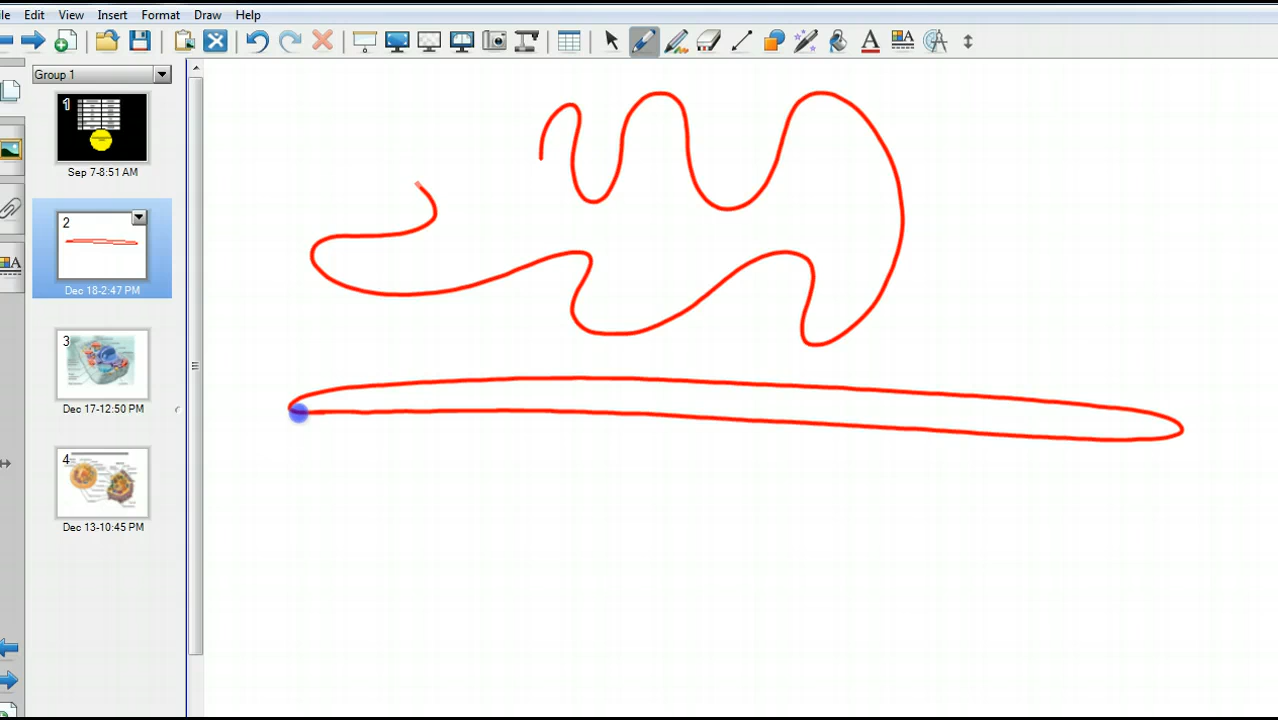 le Edit View Insert Format Draw Help
Group 1
1
Sep 7-8:51 AM
2
Dec 18-2:47 PM
3
Dec 17-12:50 PM
4
Dec 13-10:45 PM